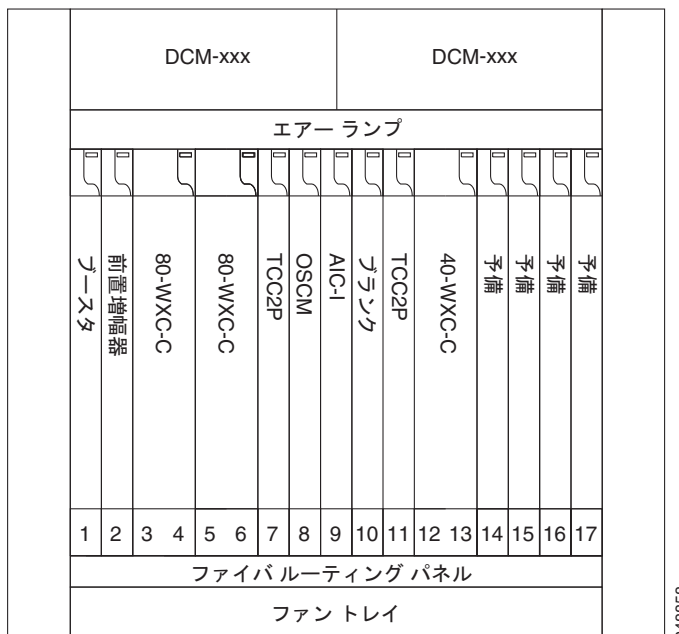 DCM-xxx DCM-xxx
エアー ランプ
ブースタ
前置増幅器
80-WXC-C
80-WXC-C
TCC2P
OSCM
AIC-I
ブランク
TCC2P
40-WXC-C
予備
予備
予備
予備
1 2 3 4 5 6 7 8 9 10 11 12 13 14 15 16 17
ファイバ ルーティング パネル
ファン トレイ